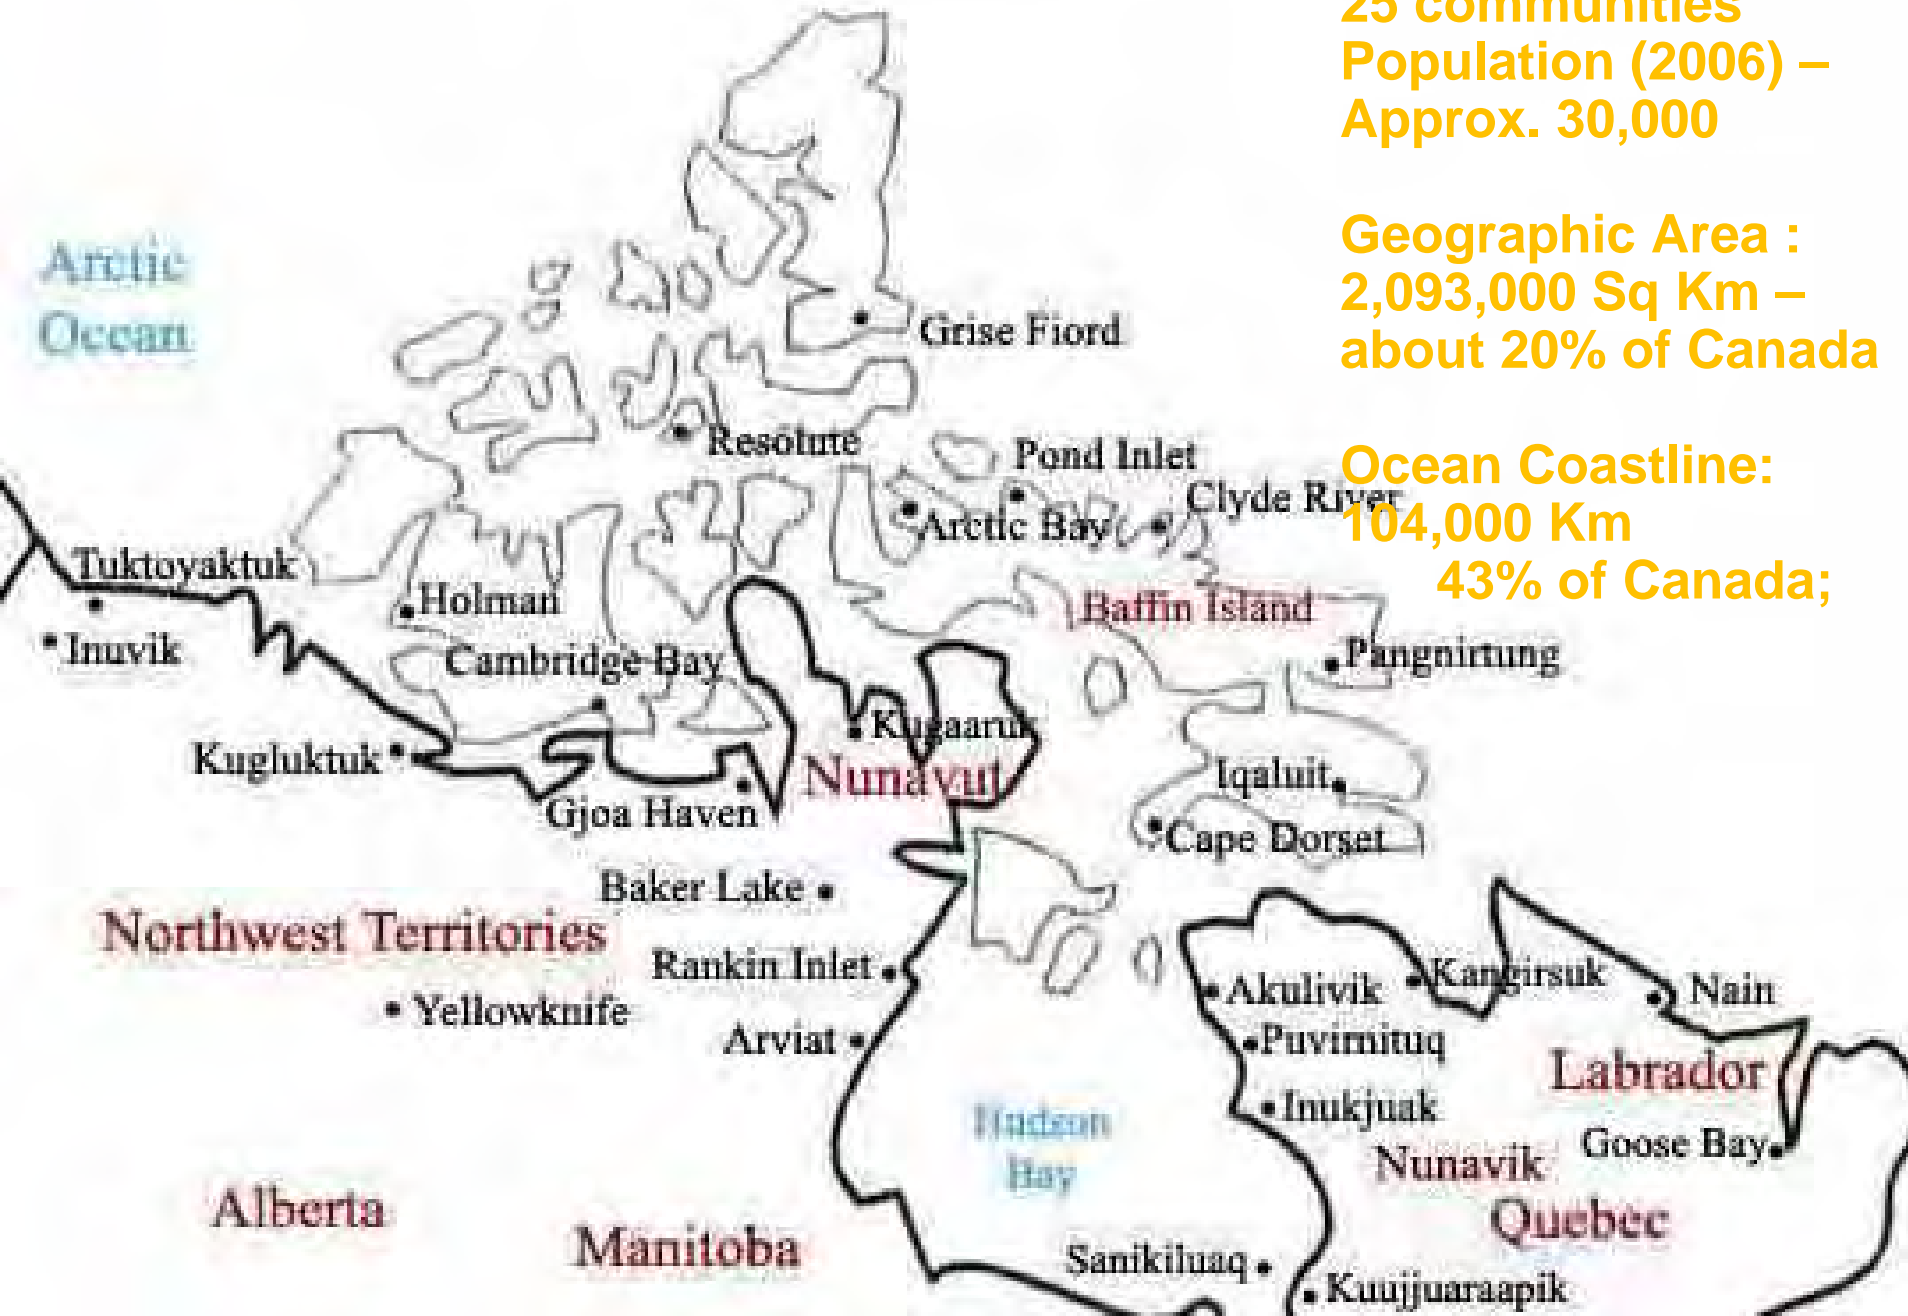 25 communities
Population (2006) –
Approx. 30,000
Geographic Area :
2,093,000 Sq Km –
about 20% of Canada
Ocean Coastline:
104,000 Km
43% of Canada;
Arctic
Ocean
Grise Fiord
Resolute
Pond Inlet
Clyde River
Arctic Bay
Tuktoyaktuk
Holman
Baffin Island
Inuvik
Cambridge Bay
Pangnirtung
Kugaaruk
Kugluktuk
Nunavut
Iqaluit
Gjoa Haven
Cape Dorset
Baker Lake
Northwest Territories
Rankin Inlet
Akulivik
Kangirsuk
Nain
Yellowknife
Arviat
Puvirnituq
Labrador
Inukjuak
Hudson
Bay
Goose Bay
Nunavik
Alberta
Quebec
Manitoba
Sanikiluaq
Kuujjuaraapik